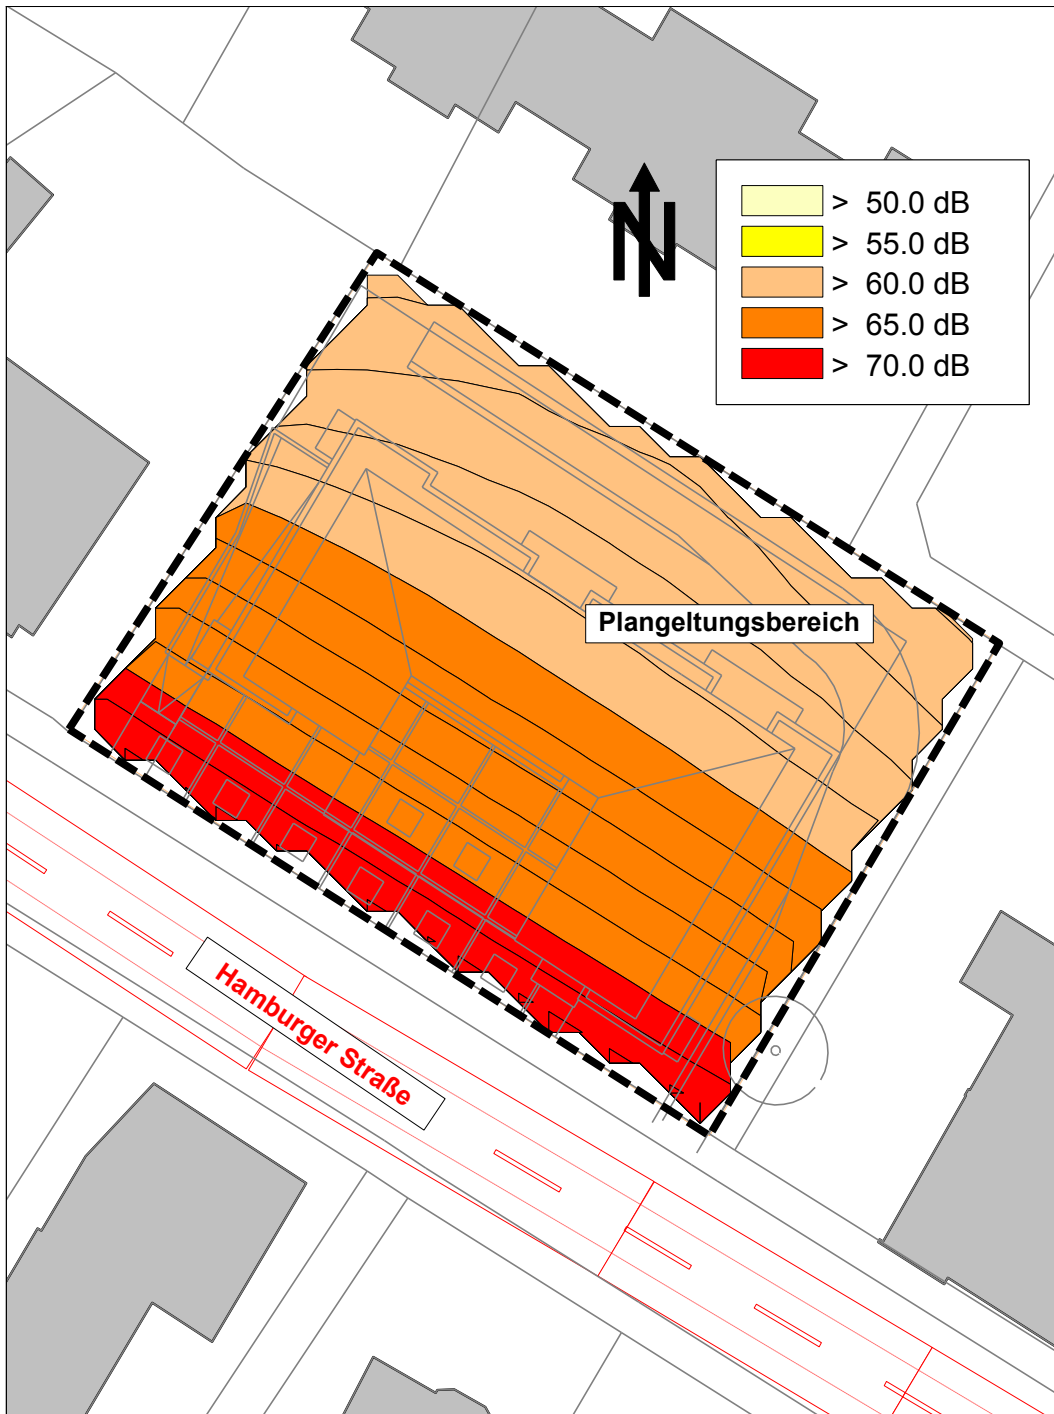 N
> 50.0 dB
> 55.0 dB
> 60.0 dB
> 65.0 dB
> 70.0 dB
Plangeltungsbereich
Hamburger Straße